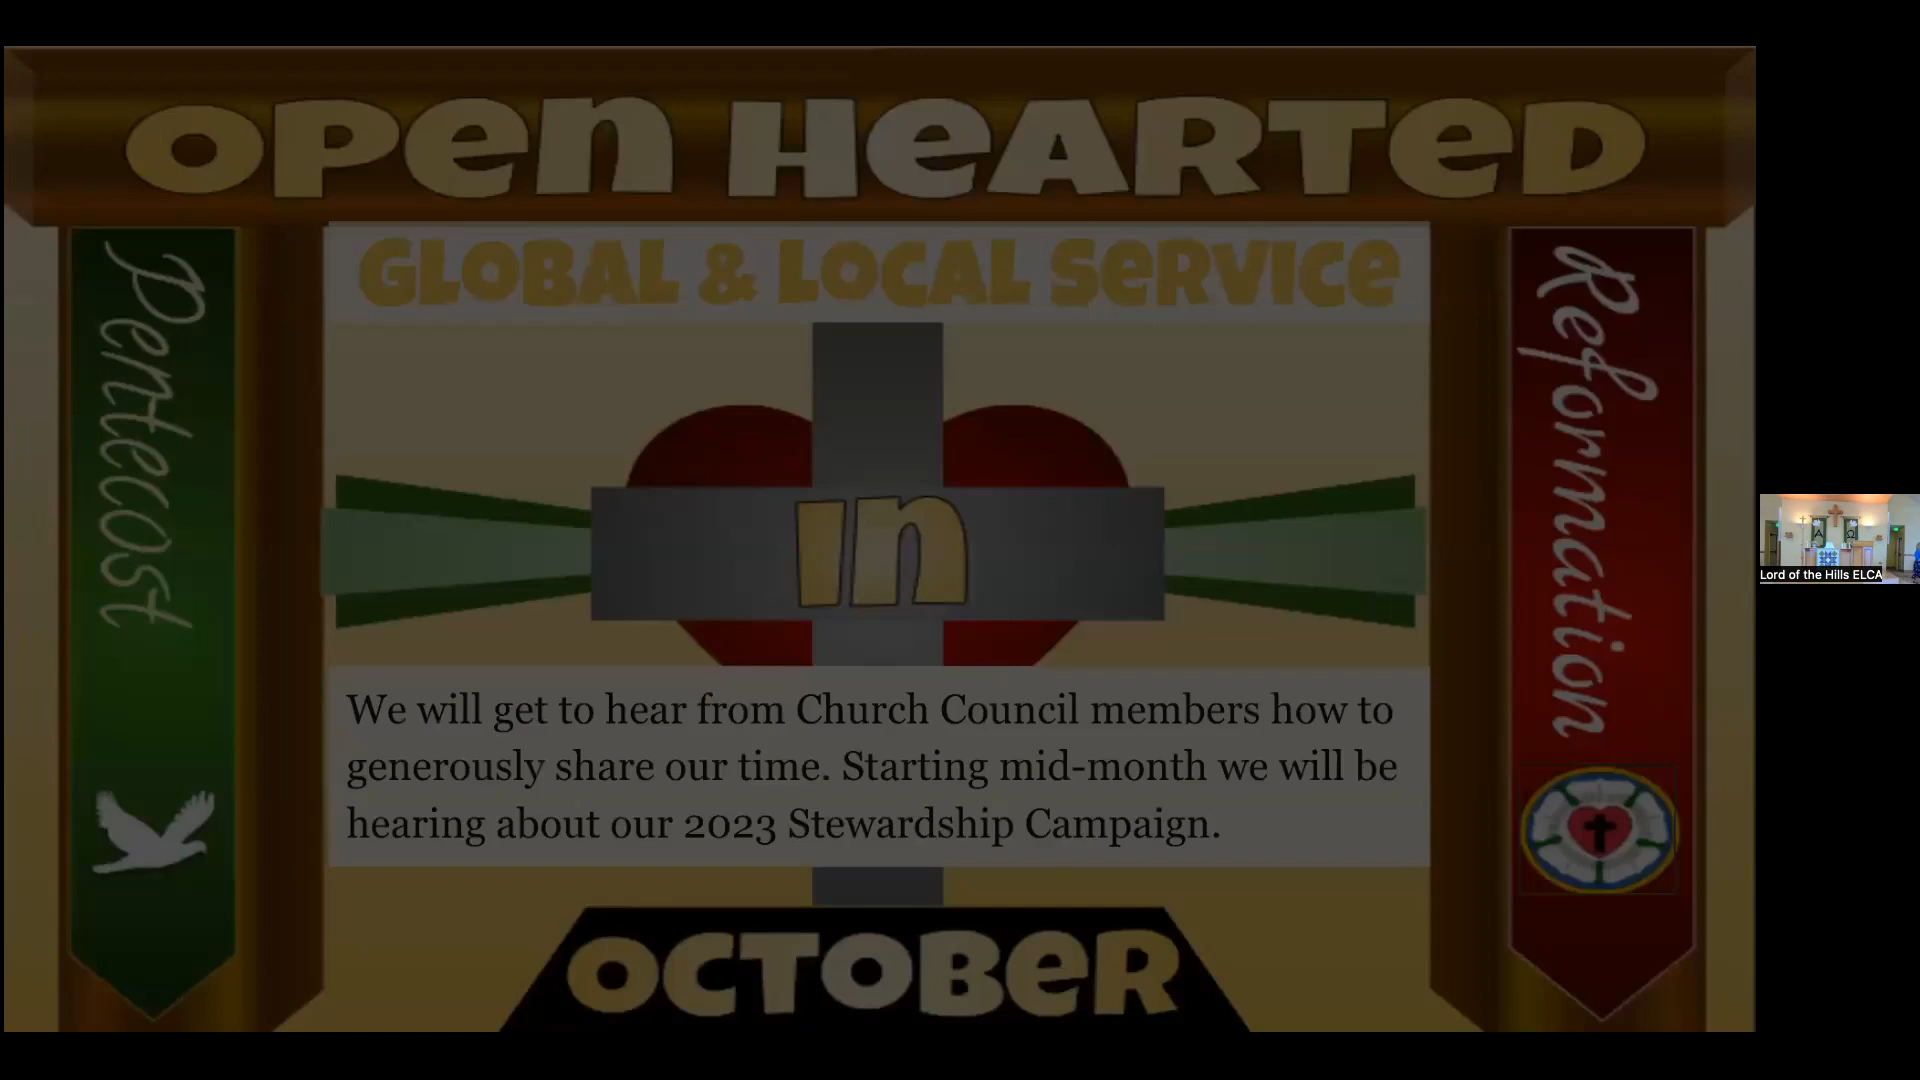 OPEN HEARTED
GLOBAL & LOCAL SERVICE
Pentecost
Reformation
IN
We will get to hear from Church Council members how to
generously share our time. Starting mid-month we will be
hearing about our 2023 Stewardship Campaign.
OCTOBER
A Ω
Lord of the Hills ELCA